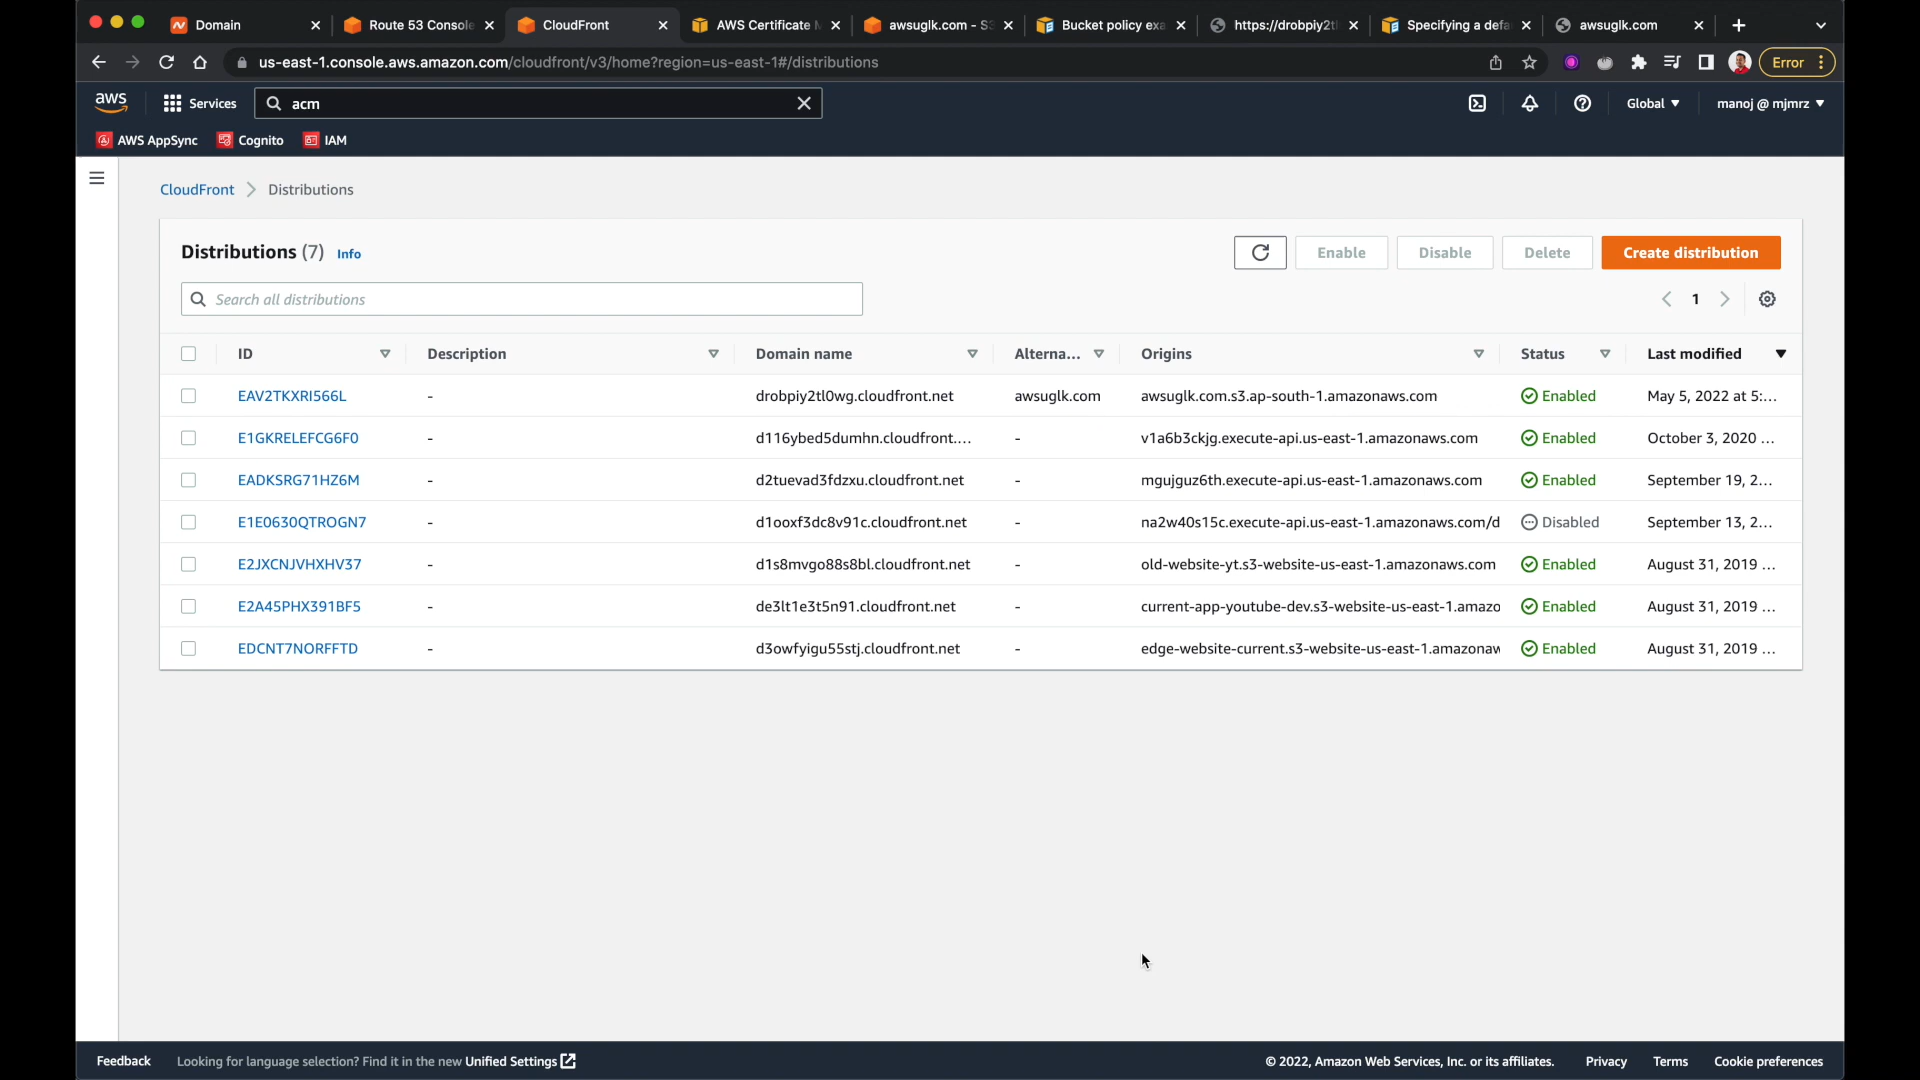 Domain
Route 53 Console
CloudFront
AWS Certificate M
awsuglk.com - S3
Bucket policy exa
https://drobpiy2tl
Specifying a defa
awsuglk.com
us-east-1.console.aws.amazon.com/cloudfront/v3/home?region=us-east-1#/distributions
Error
aws
Services
acm
Global
manoj @ mjmrz
AWS AppSync
Cognito
IAM
CloudFront
Distributions
Distributions (7)
Info
Enable
Disable
Delete
Create distribution
Search all distributions
1
ID Description Domain name Alterna... Origins Status Last modified
EAV2TKXRI566L - drobpiy2tl0wg.cloudfront.net awsuglk.com awsuglk.com.s3.ap-south-1.amazonaws.com Enabled May 5, 2022 at 5:...
E1GKRELEFCG6F0 - d116ybed5dumhn.cloudfront.... - v1a6b3ckjg.execute-api.us-east-1.amazonaws.com Enabled October 3, 2020 ...
EADKSRG71HZ6M - d2tuevad3fdzxu.cloudfront.net - mgujguz6th.execute-api.us-east-1.amazonaws.com Enabled September 19, 2...
E1E0630QTROGN7 - d1ooxf3dc8v91c.cloudfront.net - na2w40s15c.execute-api.us-east-1.amazonaws.com/d Disabled September 13, 2...
E2JXCNJVHXHV37 - d1s8mvgo88s8bl.cloudfront.net - old-website-yt.s3-website-us-east-1.amazonaws.com Enabled August 31, 2019 ...
E2A45PHX391BF5 - de3lt1e3t5n91.cloudfront.net - current-app-youtube-dev.s3-website-us-east-1.amazo Enabled August 31, 2019 ...
EDCNT7NORFFTD - d3owfyigu55stj.cloudfront.net - edge-website-current.s3-website-us-east-1.amazonaw Enabled August 31, 2019 ...
Feedback
Looking for language selection? Find it in the new Unified Settings
© 2022, Amazon Web Services, Inc. or its affiliates.
Privacy
Terms
Cookie preferences